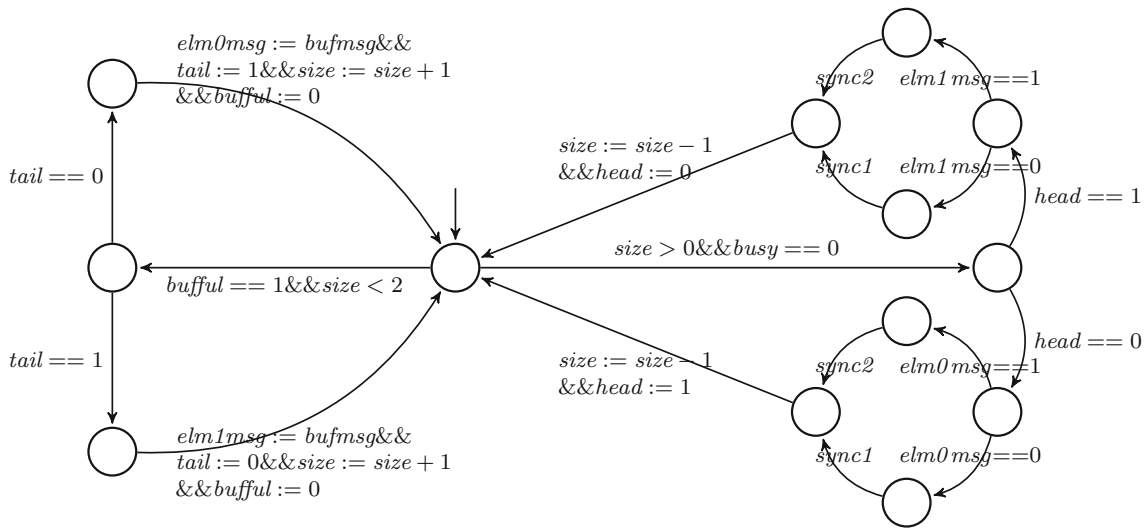 elm0msg := bufmsg&&
tail := 1&&size := size + 1
&&bufful := 0
tail == 0
bufful == 1&&size < 2
tail == 1
elm1msg := bufmsg&&
tail := 0&&size := size + 1
&&bufful := 0
size := size − 1
&&head := 0
size > 0&&busy == 0
size := size − 1
&&head := 1
sync2
elm1msg==1
sync1
elm1msg==0
head == 1
head == 0
sync2
elm0msg==1
sync1
elm0msg==0